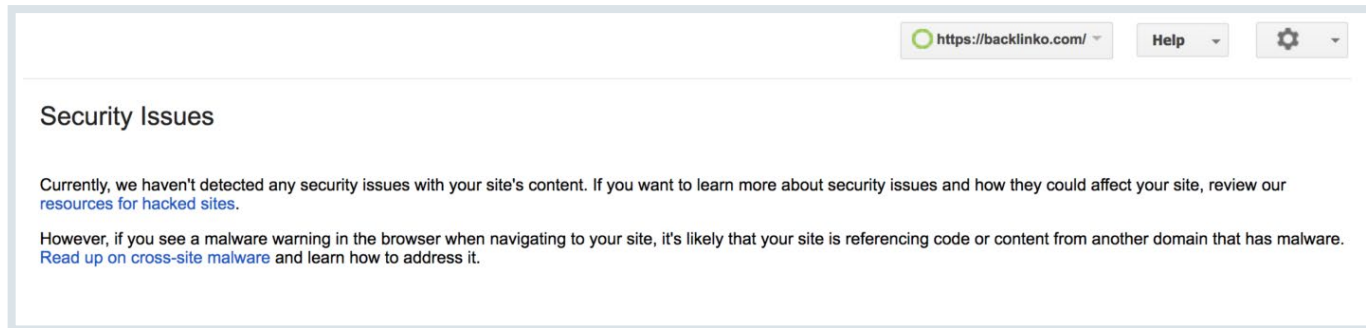 https://backlinko.com/ Help
Security Issues
Currently, we haven't detected any security issues with your site's content. If you want to learn more about security issues and how they could affect your site, review our
resources for hacked sites.
However, if you see a malware warning in the browser when navigating to your site, it's likely that your site is referencing code or content from another domain that has malware.
Read up on cross-site malware and learn how to address it.